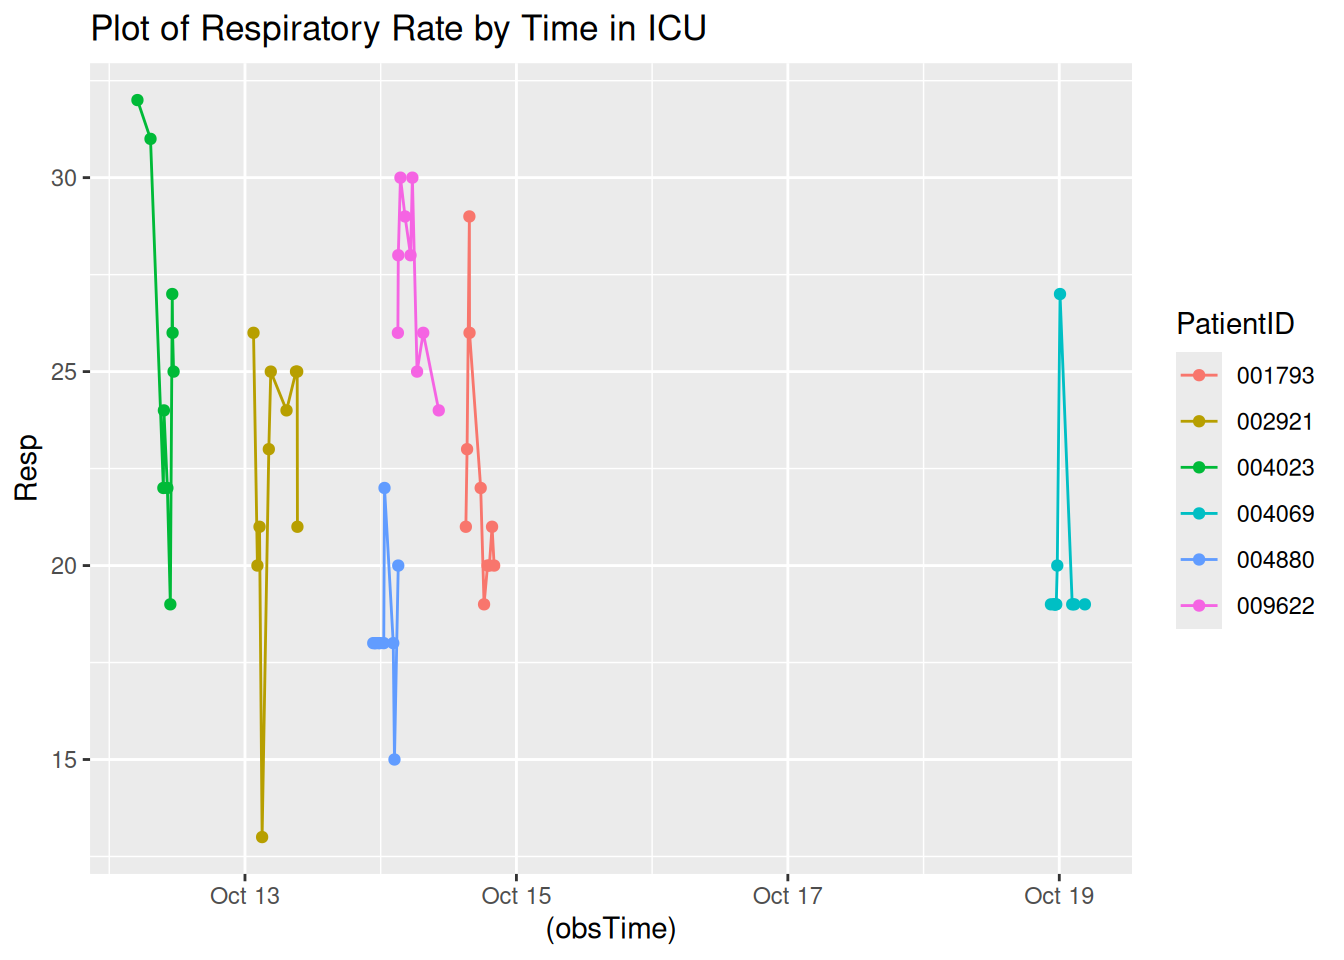 Plot of Respiratory Rate by Time in ICU
Resp
30
25
20
15
Oct 13
Oct 15
Oct 17
Oct 19
(obsTime)
PatientID
001793
002921
004023
004069
004880
009622